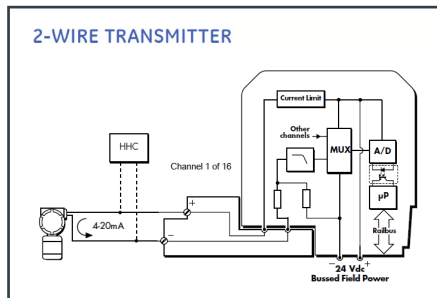 2-WIRE TRANSMITTER
Current Limit
HHC
Other
channels
MUX
A/D
Channel 1 of 16
µP
+
4-20mA
Railbus
−
− +
24 Vdc
Bussed Field Power